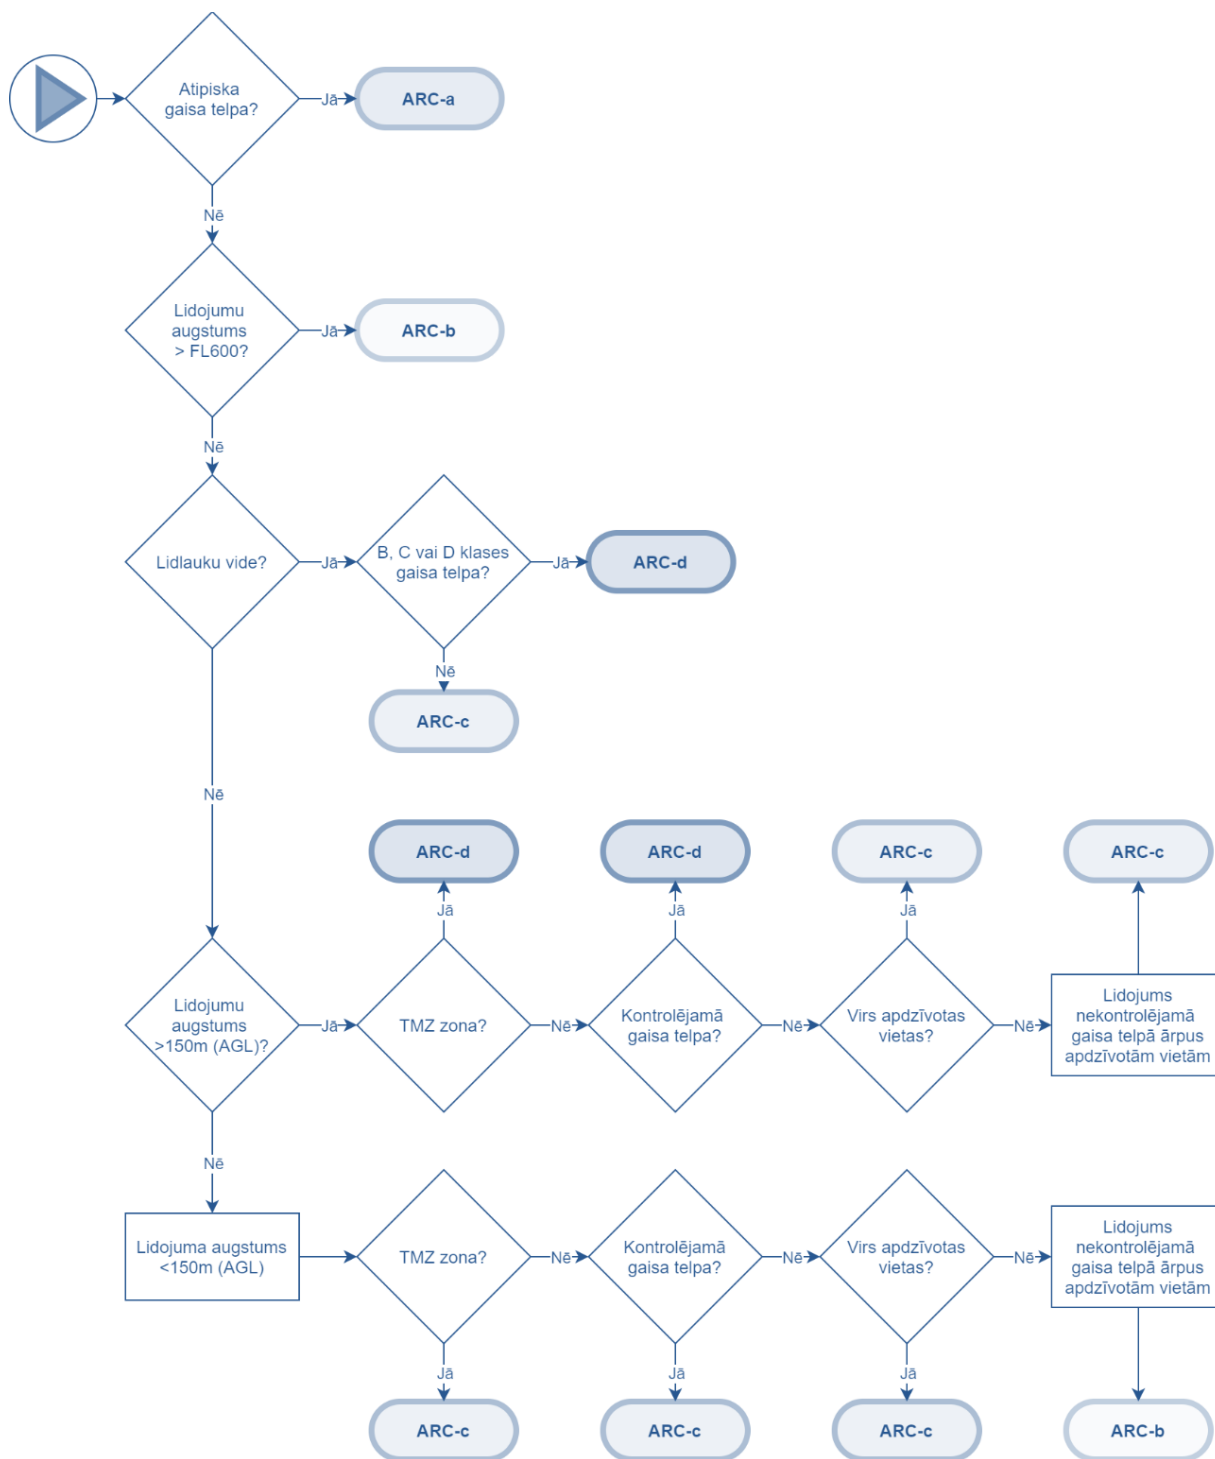 Atipiska
gaisa telpa?
Jā
ARC-a
Nē
Lidojumu
augstums
> FL600?
Jā
ARC-b
Nē
Lidlauku vide?
Jā
B, C vai D klases
gaisa telpa?
Jā
ARC-d
Nē
ARC-c
Nē
ARC-d
ARC-d
ARC-c
ARC-c
Jā
Jā
Jā
Lidojumu
augstums
>150m (AGL)?
Jā
TMZ zona?
Nē
Kontrolējamā
gaisa telpa?
Nē
Virs apdzīvotas
vietas?
Nē
Lidojums
nekontrolējamā
gaisa telpā ārpus
apdzīvotām vietām
Nē
Lidojuma augstums
<150m (AGL)
TMZ zona?
Nē
Kontrolējamā
gaisa telpa?
Nē
Virs apdzīvotas
vietas?
Nē
Lidojums
nekontrolējamā
gaisa telpā ārpus
apdzīvotām vietām
Jā
Jā
Jā
ARC-c
ARC-c
ARC-c
ARC-b